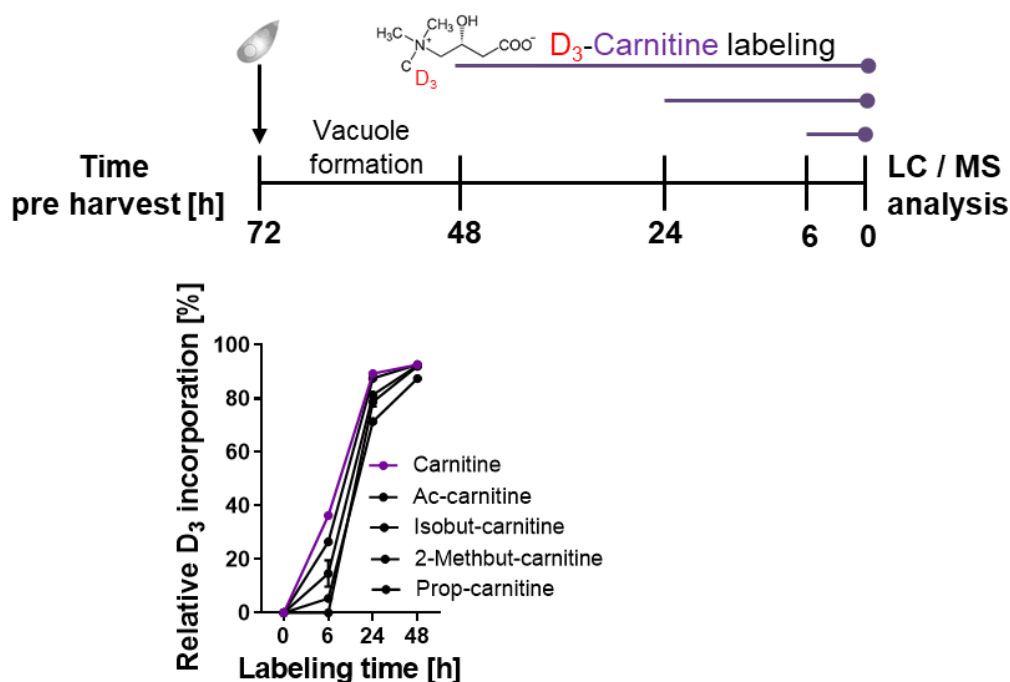 OH
CH₃
H₃C
N⁺
COO⁻
C
D₃
D₃-Carnitine labeling
Vacuole
formation
Time
pre harvest [h]
LC / MS
analysis
72
48
24
6
0
Relative D₃ incorporation [%]
100
80
60
40
20
0
Carnitine
Ac-carnitine
Isobut-carnitine
2-Methbut-carnitine
Prop-carnitine
0 6 24 48
Labeling time [h]